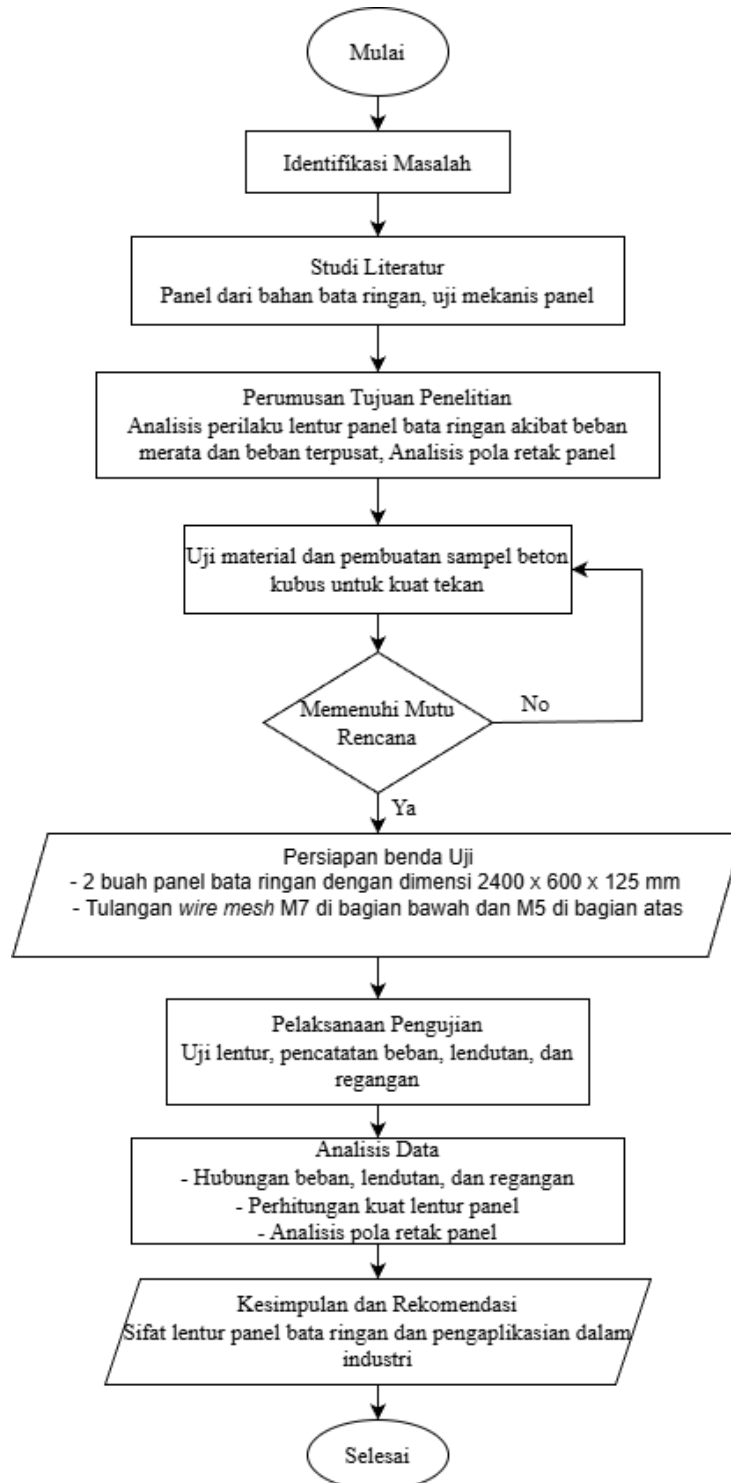 Mulai
Identifikasi Masalah
Studi Literatur
Panel dari bahan bata ringan, uji mekanis panel
Perumusan Tujuan Penelitian
Analisis perilaku lentur panel bata ringan akibat beban
merata dan beban terpusat, Analisis pola retak panel
Uji material dan pembuatan sampel beton
kubus untuk kuat tekan
Memenuhi Mutu
Rencana
No
Ya
Persiapan benda Uji
- 2 buah panel bata ringan dengan dimensi 2400 x 600 x 125 mm
- Tulangan wire mesh M7 di bagian bawah dan M5 di bagian atas
Pelaksanaan Pengujian
Uji lentur, pencatatan beban, lendutan, dan
regangan
Analisis Data
- Hubungan beban, lendutan, dan regangan
- Perhitungan kuat lentur panel
- Analisis pola retak panel
Kesimpulan dan Rekomendasi
Sifat lentur panel bata ringan dan pengaplikasian dalam
industri
Selesai